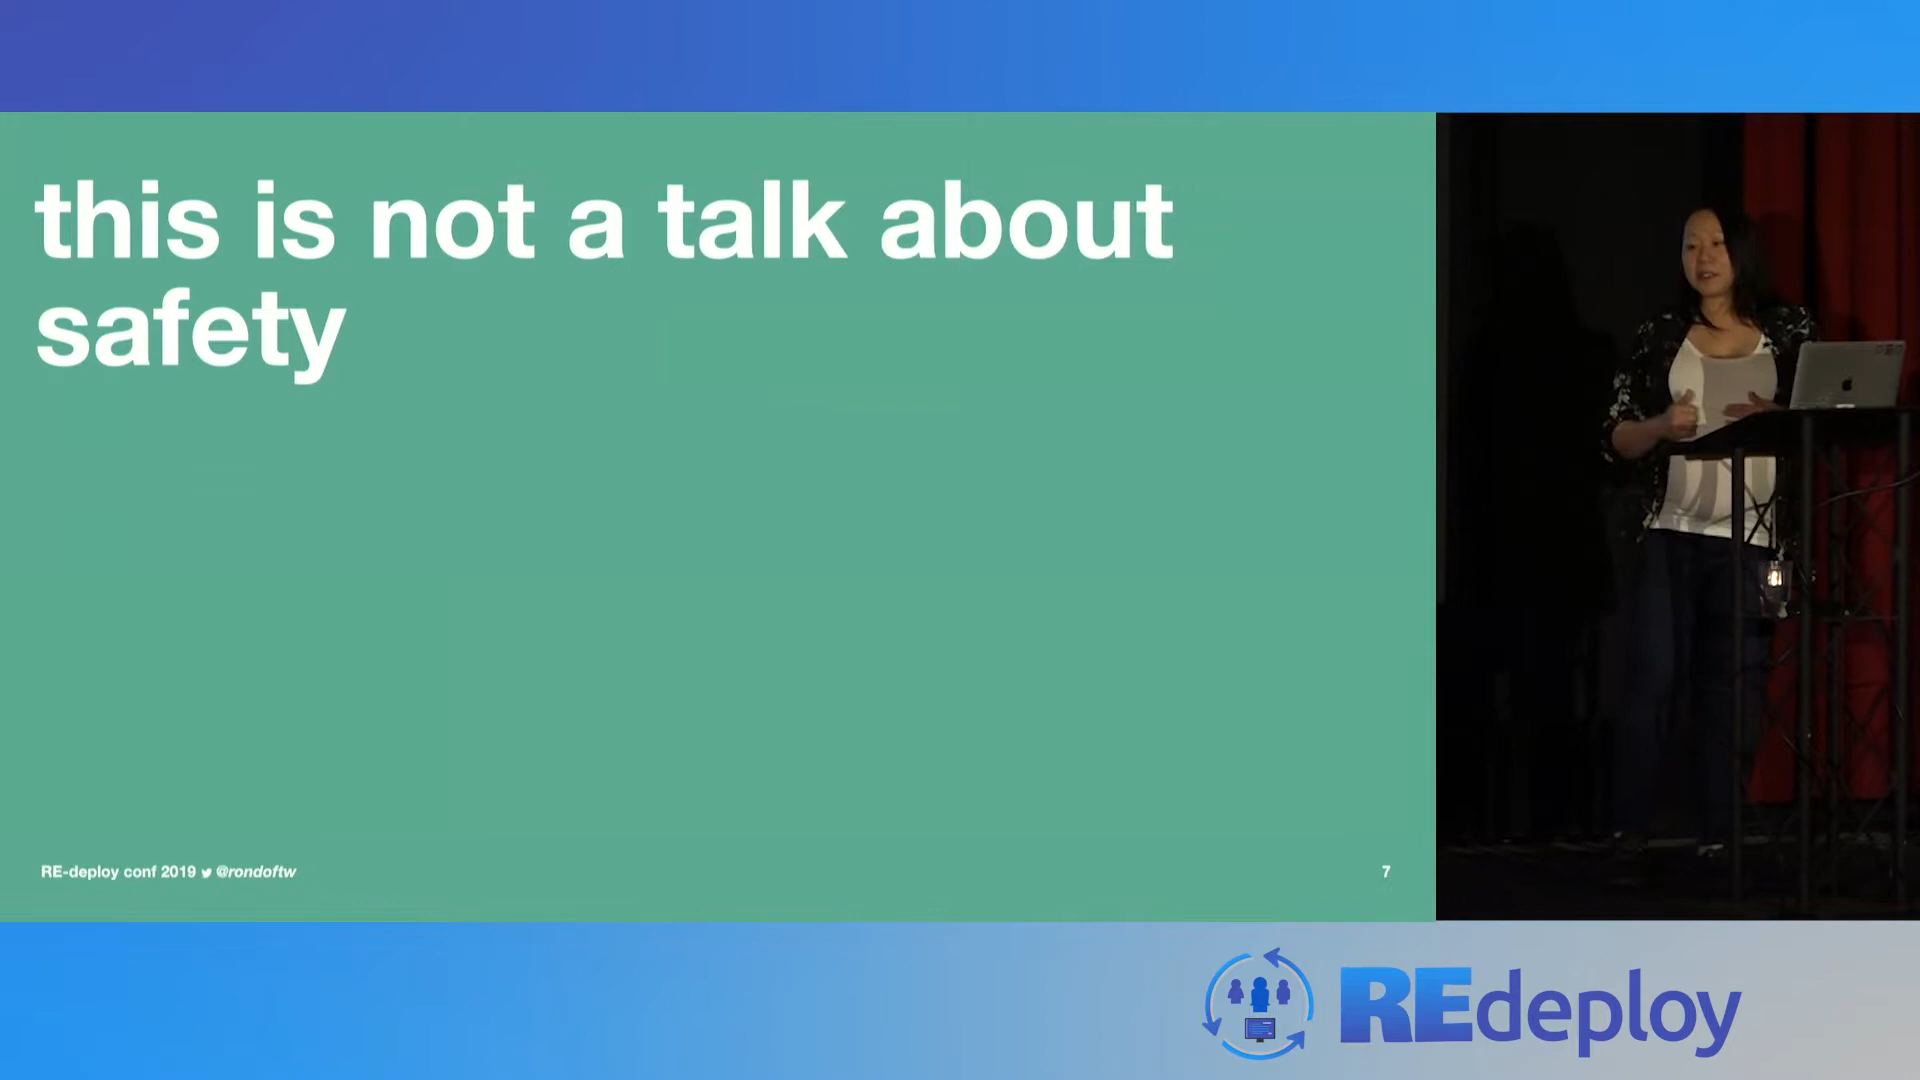 this is not a talk about
safety
RE-deploy conf 2019 @rondoftw
7
REdeploy